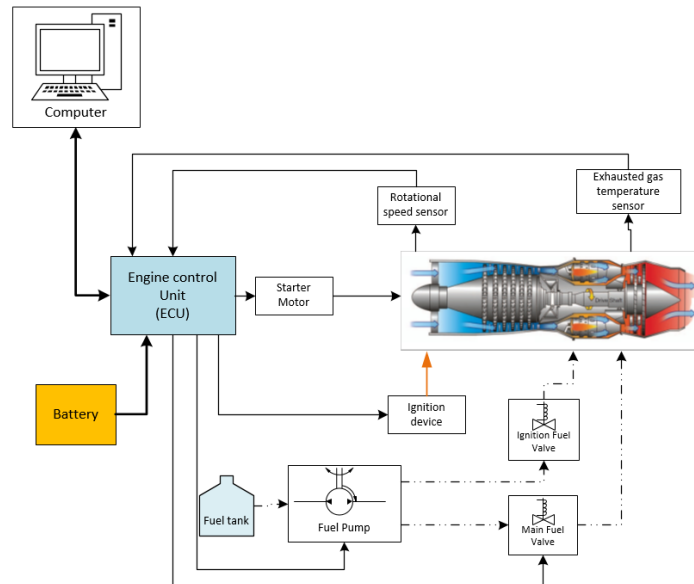 Computer
Exhausted gas
temperature
sensor
Rotational
speed sensor
Engine control
Unit
(ECU)
Starter
Motor
Battery
Ignition
device
Ignition Fuel
Valve
Fuel tank
Fuel Pump
Main Fuel
Valve